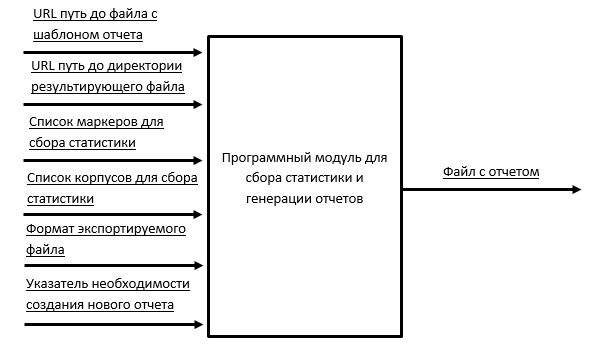 URL путь до файла с
шаблоном отчета
URL путь до директории
результирующего файла
Список маркеров для
сбора статистики
Список корпусов для сбора
статистики
Формат экспортируемого
файла
Указатель необходимости
создания нового отчета
Программный модуль для
сбора статистики и
генерации отчетов
Файл с отчетом